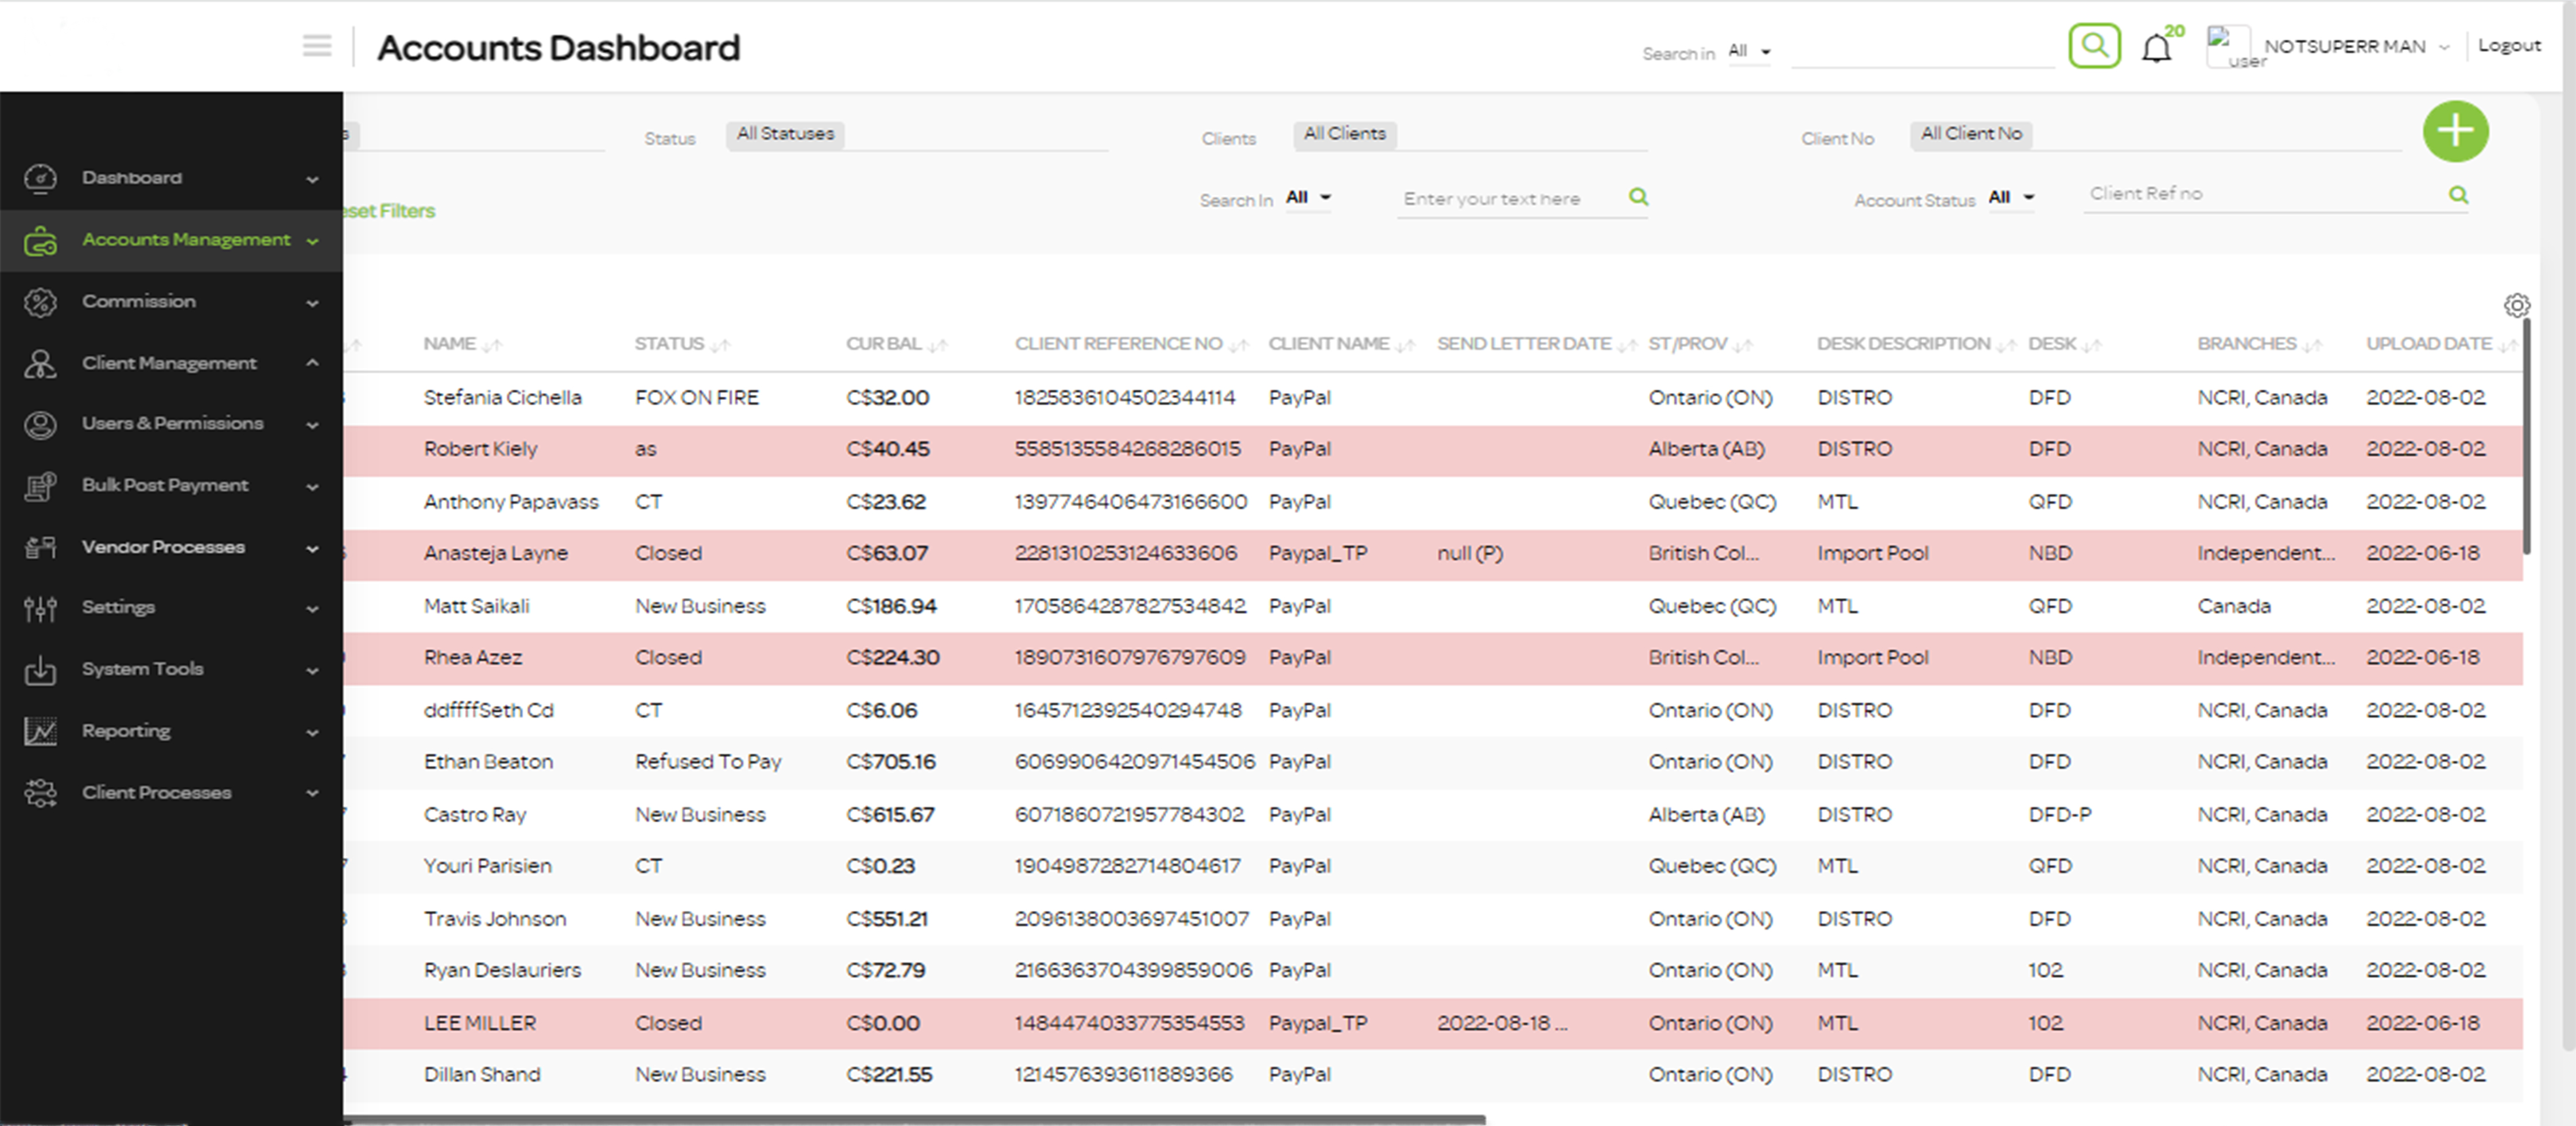 Accounts Dashboard
Search in All
20
user
NOTSUPERR MAN
Logout
Dashboard
Accounts Management
Commission
Client Management
Users & Permissions
Bulk Post Payment
Vendor Processes
Settings
System Tools
Reporting
Client Processes
s Status All Statuses Clients All Clients Client No All Client No
eset Filters Search In All Enter your text here Account Status All Client Ref no
NAME STATUS CUR BAL CLIENT REFERENCE NO CLIENT NAME SEND LETTER DATE ST/PROV DESK DESCRIPTION DESK BRANCHES UPLOAD DATE
Stefania Cichella FOX ON FIRE C$32.00 1825836104502344114 PayPal Ontario (ON) DISTRO DFD NCRI, Canada 2022-08-02
Robert Kiely as C$40.45 5585135584268286015 PayPal Alberta (AB) DISTRO DFD NCRI, Canada 2022-08-02
Anthony Papavass CT C$23.62 1397746406473166600 PayPal Quebec (QC) MTL QFD NCRI, Canada 2022-08-02
Anasteja Layne Closed C$63.07 2281310253124633606 Paypal_TP null (P) British Col... Import Pool NBD Independent... 2022-06-18
Matt Saikali New Business C$186.94 1705864287827534842 PayPal Quebec (QC) MTL QFD Canada 2022-08-02
Rhea Azez Closed C$224.30 1890731607976797609 PayPal British Col... Import Pool NBD Independent... 2022-06-18
ddffffSeth Cd CT C$6.06 1645712392540294748 PayPal Ontario (ON) DISTRO DFD NCRI, Canada 2022-08-02
Ethan Beaton Refused To Pay C$705.16 6069906420971454506 PayPal Ontario (ON) DISTRO DFD NCRI, Canada 2022-08-02
Castro Ray New Business C$615.67 6071860721957784302 PayPal Alberta (AB) DISTRO DFD-P NCRI, Canada 2022-08-02
Youri Parisien CT C$0.23 1904987282714804617 PayPal Quebec (QC) MTL QFD NCRI, Canada 2022-08-02
Travis Johnson New Business C$551.21 2096138003697451007 PayPal Ontario (ON) DISTRO DFD NCRI, Canada 2022-08-02
Ryan Deslauriers New Business C$72.79 2166363704399859006 PayPal Ontario (ON) MTL 102 NCRI, Canada 2022-08-02
LEE MILLER Closed C$0.00 1484474033775354553 Paypal_TP 2022-08-18 ... Ontario (ON) MTL 102 NCRI, Canada 2022-06-18
Dillan Shand New Business C$221.55 1214576393611889366 PayPal Ontario (ON) DISTRO DFD NCRI, Canada 2022-08-02